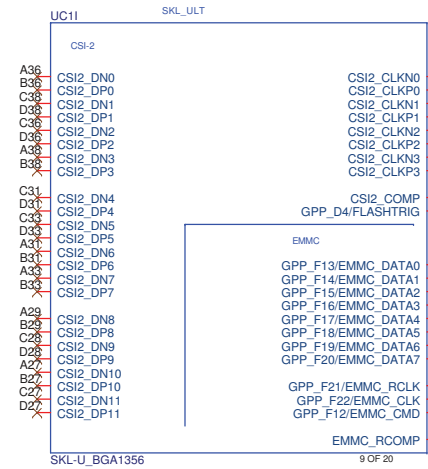 UC1I SKL_ULT
CSI-2
A36 CSI2_DN0 CSI2_CLKN0
B36 CSI2_DP0 CSI2_CLKP0
C38 CSI2_DN1 CSI2_CLKN1
D38 CSI2_DP1 CSI2_CLKP1
C36 CSI2_DN2 CSI2_CLKN2
D36 CSI2_DP2 CSI2_CLKP2
A38 CSI2_DN3 CSI2_CLKN3
B38 CSI2_DP3 CSI2_CLKP3
C31 CSI2_DN4 CSI2_COMP
D31 CSI2_DP4 GPP_D4/FLASHTRIG
C33 CSI2_DN5
D33 CSI2_DP5 EMMC
A31 CSI2_DN6
B31 CSI2_DP6 GPP_F13/EMMC_DATA0
A33 CSI2_DN7 GPP_F14/EMMC_DATA1
B33 CSI2_DP7 GPP_F15/EMMC_DATA2
GPP_F16/EMMC_DATA3
A29 CSI2_DN8 GPP_F17/EMMC_DATA4
B29 CSI2_DP8 GPP_F18/EMMC_DATA5
C28 CSI2_DN9 GPP_F19/EMMC_DATA6
D28 CSI2_DP9 GPP_F20/EMMC_DATA7
A27 CSI2_DN10
B27 CSI2_DP10 GPP_F21/EMMC_RCLK
C27 CSI2_DN11 GPP_F22/EMMC_CLK
D27 CSI2_DP11 GPP_F12/EMMC_CMD
EMMC_RCOMP
SKL-U_BGA1356 9 OF 20